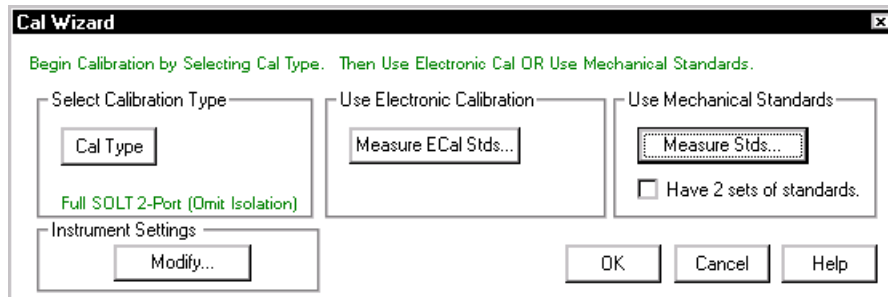 Cal Wizard
Begin Calibration by Selecting Cal Type. Then Use Electronic Cal OR Use Mechanical Standards.
Select Calibration Type
Cal Type
Full SOLT 2-Port (Omit Isolation)
Use Electronic Calibration
Measure ECal Stds...
Use Mechanical Standards
Measure Stds...
Have 2 sets of standards.
Instrument Settings
Modify...
OK
Cancel
Help